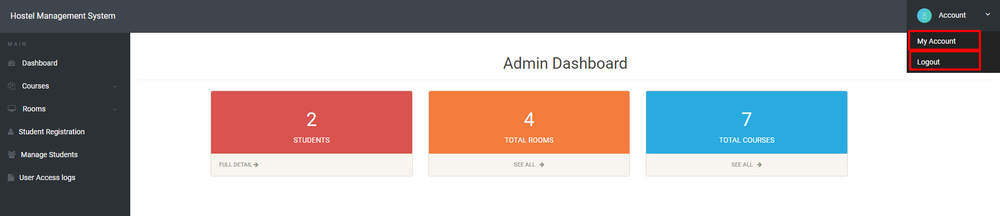 Hostel Management System
Account
My Account
Logout
MAIN
Dashboard
Courses
Rooms
Student Registration
Manage Students
User Access logs
Admin Dashboard
2
STUDENTS
FULL DETAIL
4
TOTAL ROOMS
SEE ALL
7
TOTAL COURSES
SEE ALL